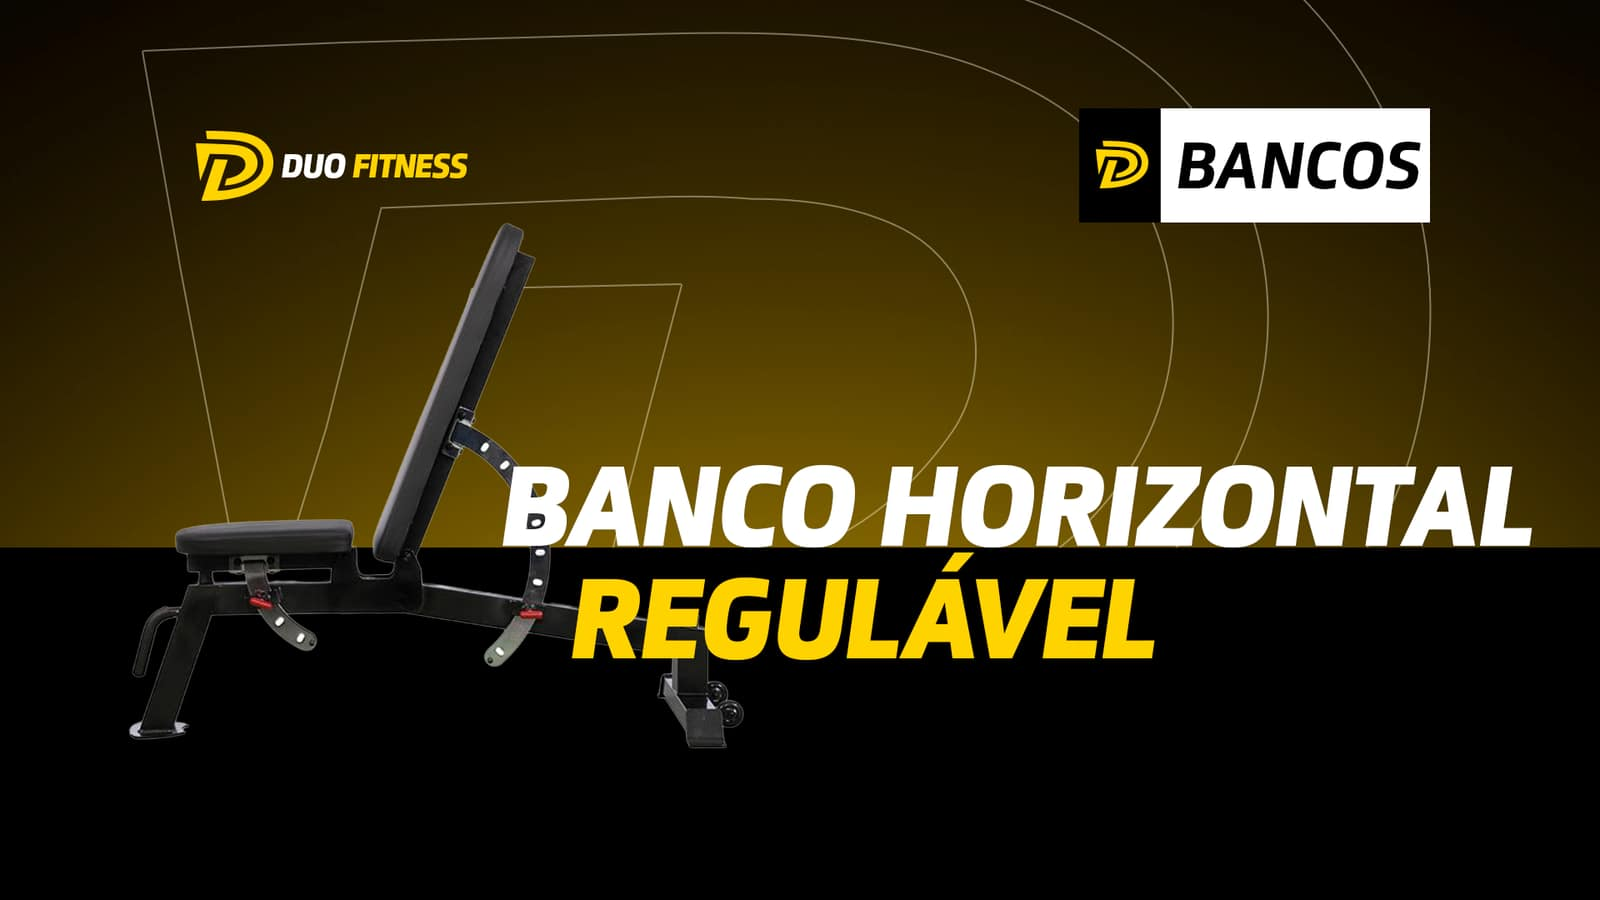 DUO FITNESS
BANCOS
BANCO HORIZONTAL
REGULÁVEL